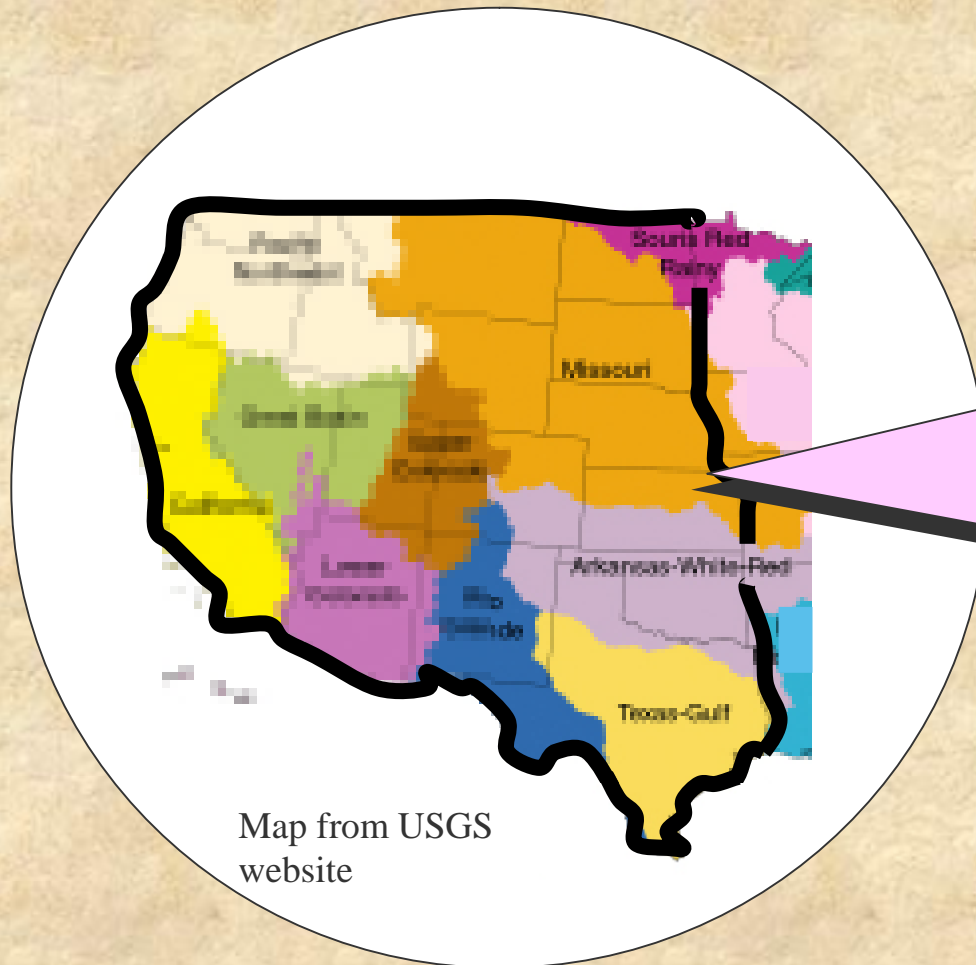 Souris Red
Rainy
Pacific
Northwest
Missouri
Great Basin
Upper
Colorado
California
Lower
Colorado
Arkansas-White-Red
Rio
Grande
Texas-Gulf
Map from USGS
website